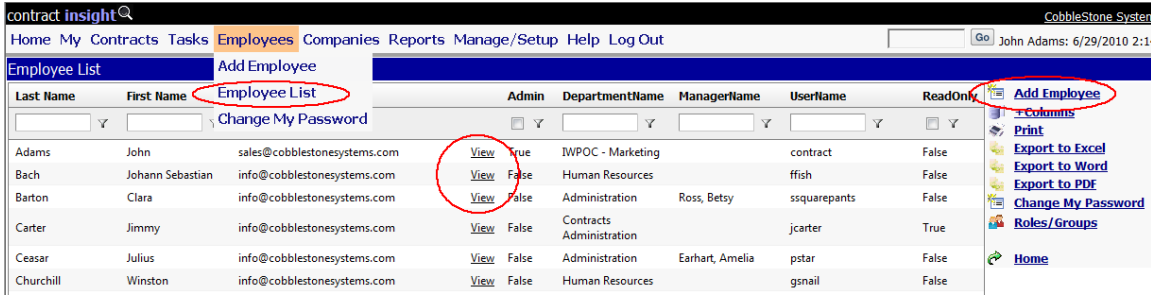 contract insight CobbleStone System
Home My Contracts Tasks Employees Companies Reports Manage/Setup Help Log Out Go John Adams: 6/29/2010 2:1
Add Employee
Employee List
Employee List
Change My Password
Last Name First Name Admin DepartmentName ManagerName UserName ReadOnly
Adams John sales@cobblestonesystems.com View True IWPOC - Marketing contract False
Bach Johann Sebastian info@cobblestonesystems.com View False Human Resources ffish False
Barton Clara info@cobblestonesystems.com View False Administration Ross, Betsy ssquarepants False
Carter Jimmy info@cobblestonesystems.com View False Contracts Administration jcarter True
Ceasar Julius info@cobblestonesystems.com View False Administration Earhart, Amelia pstar False
Churchill Winston info@cobblestonesystems.com View False Human Resources gsnail False
Add Employee
+Columns
Print
Export to Excel
Export to Word
Export to PDF
Change My Password
Roles/Groups
Home